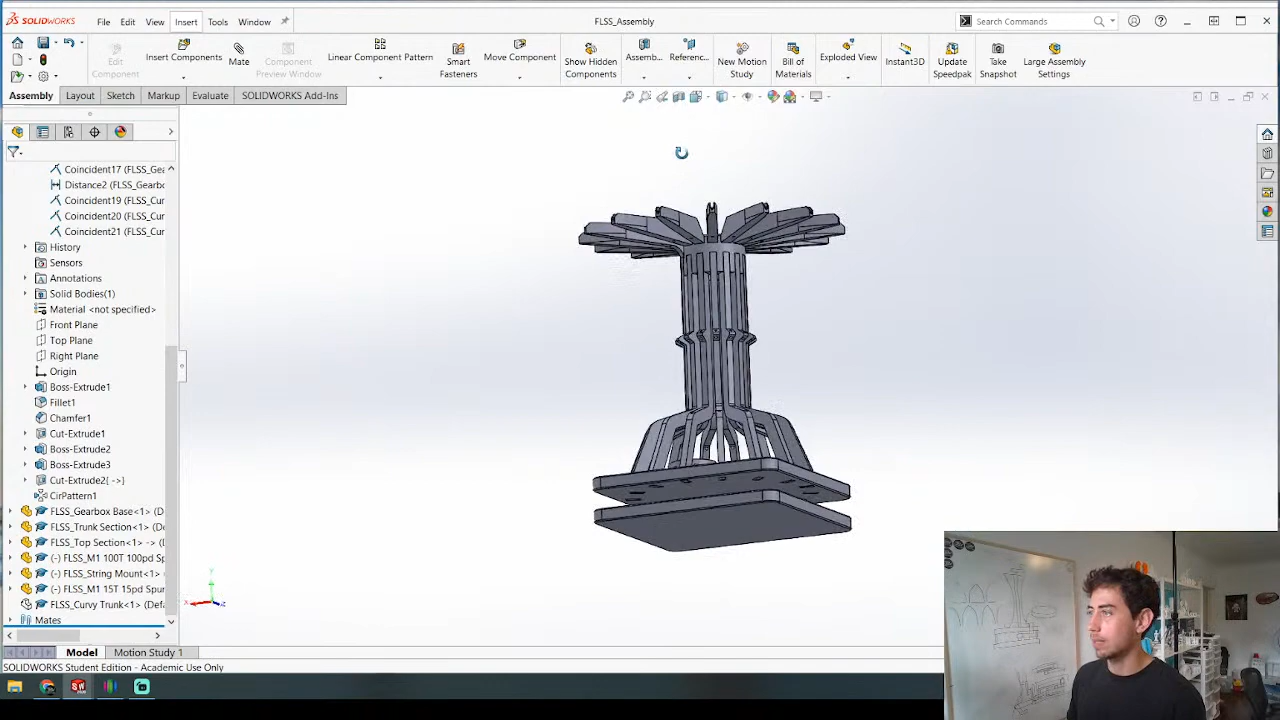 SOLIDWORKS
File
Edit
View
Insert
Tools
Window
FLSS_Assembly
Search Commands
Edit
Component
Insert Components
Mate
Component
Preview Window
Linear Component Pattern
Smart
Fasteners
Move Component
Show Hidden
Components
Assemb...
Referenc...
New Motion
Study
Bill of
Materials
Exploded View
Instant3D
Update
Speedpak
Take
Snapshot
Large Assembly
Settings
Assembly
Layout
Sketch
Markup
Evaluate
SOLIDWORKS Add-Ins
Coincident17 (FLSS_Gea
Distance2 (FLSS_Gearbo
Coincident19 (FLSS_Cur
Coincident20 (FLSS_Cur
Coincident21 (FLSS_Cur
History
Sensors
Annotations
Solid Bodies(1)
Material <not specified>
Front Plane
Top Plane
Right Plane
Origin
Boss-Extrude1
Fillet1
Chamfer1
Cut-Extrude1
Boss-Extrude2
Boss-Extrude3
Cut-Extrude2{ ->}
CirPattern1
FLSS_Gearbox Base<1> (D
FLSS_Trunk Section<1> (De
FLSS_Top Section<1> -> (D
(-) FLSS_M1 100T 100pd Sp
(-) FLSS_String Mount<1> (
(-) FLSS_M1 15T 15pd Spur
FLSS_Curvy Trunk<1> (Defa
Mates
Model
Motion Study 1
SOLIDWORKS Student Edition - Academic Use Only